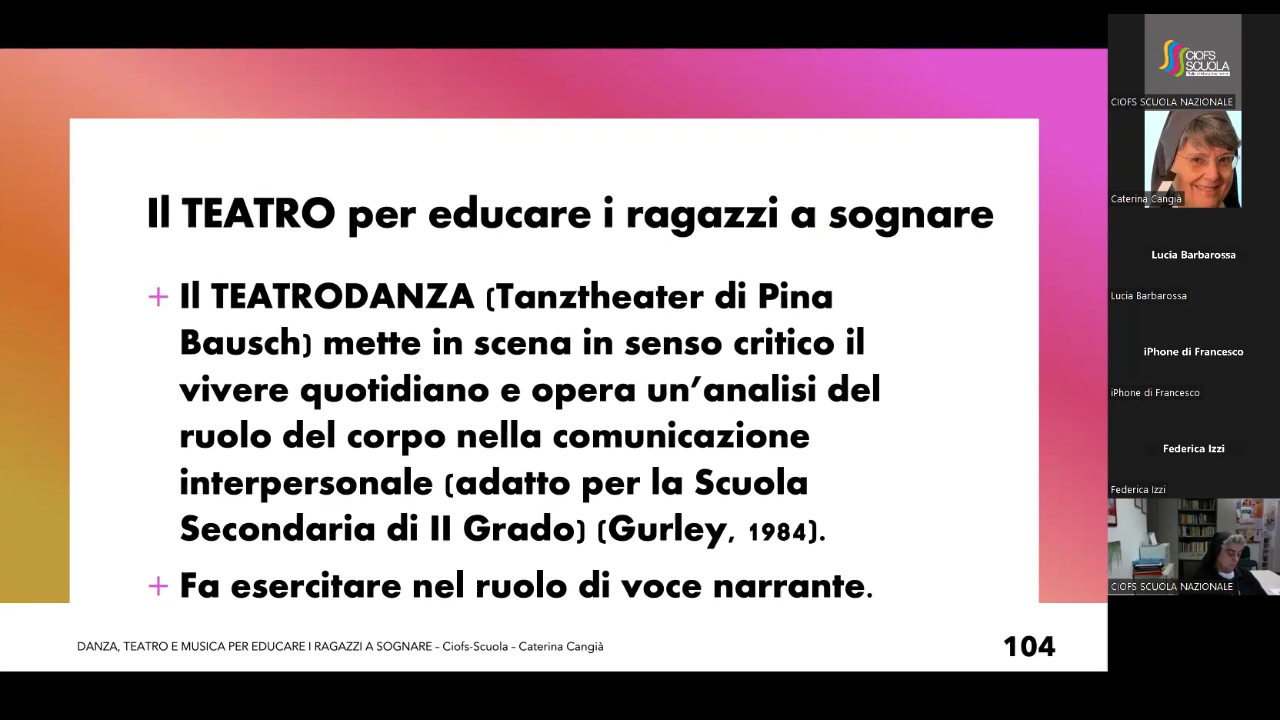 Il TEATRO per educare i ragazzi a sognare
+ Il TEATRODANZA (Tanztheater di Pina
Bausch) mette in scena in senso critico il
vivere quotidiano e opera un'analisi del
ruolo del corpo nella comunicazione
interpersonale (adatto per la Scuola
Secondaria di II Grado) (Gurley, 1984).
+ Fa esercitare nel ruolo di voce narrante.
DANZA, TEATRO E MUSICA PER EDUCARE I RAGAZZI A SOGNARE – Ciofs-Scuola – Caterina Cangià
104
CIOFS
SCUOLA
CIOFS SCUOLA NAZIONALE
Caterina Cangià
Lucia Barbarossa
Lucia Barbarossa
iPhone di Francesco
iPhone di Francesco
Federica Izzi
Federica Izzi
CIOFS SCUOLA NAZIONALE